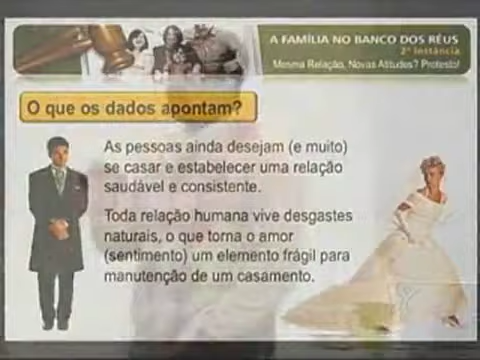 A FAMÍLIA NO BANCO DOS RÉUS
2ª Instância
Mesma Relação, Novas Atitudes? Protesto!
O que os dados apontam?
As pessoas ainda desejam (e muito)
se casar e estabelecer uma relação
saudável e consistente.
Toda relação humana vive desgastes
naturais, o que torna o amor
(sentimento) um elemento frágil para
manutenção de um casamento.